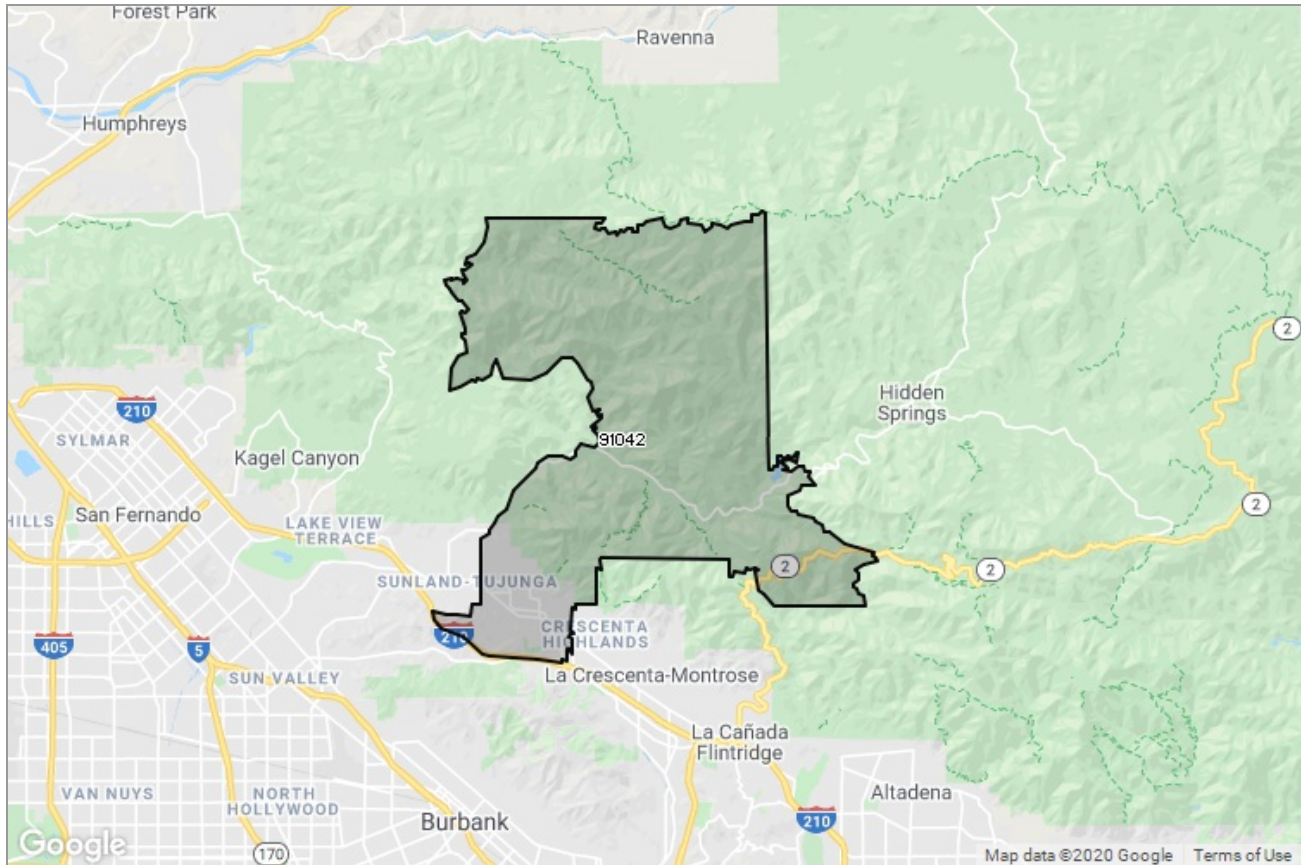 Forest Park
Ravenna
Humphreys
2
Hidden
Springs
210
SYLMAR
91042
Kagel Canyon
HILLS
San Fernando
2
LAKE VIEW
TERRACE
2
2
SUNLAND-TUJUNGA
210
CRESCENTA
HIGHLANDS
405
5
SUN VALLEY
La Crescenta-Montrose
La Cañada
Flintridge
VAN NUYS
NORTH
HOLLYWOOD
Altadena
Burbank
210
Google
170
Map data ©2020 Google
Terms of Use